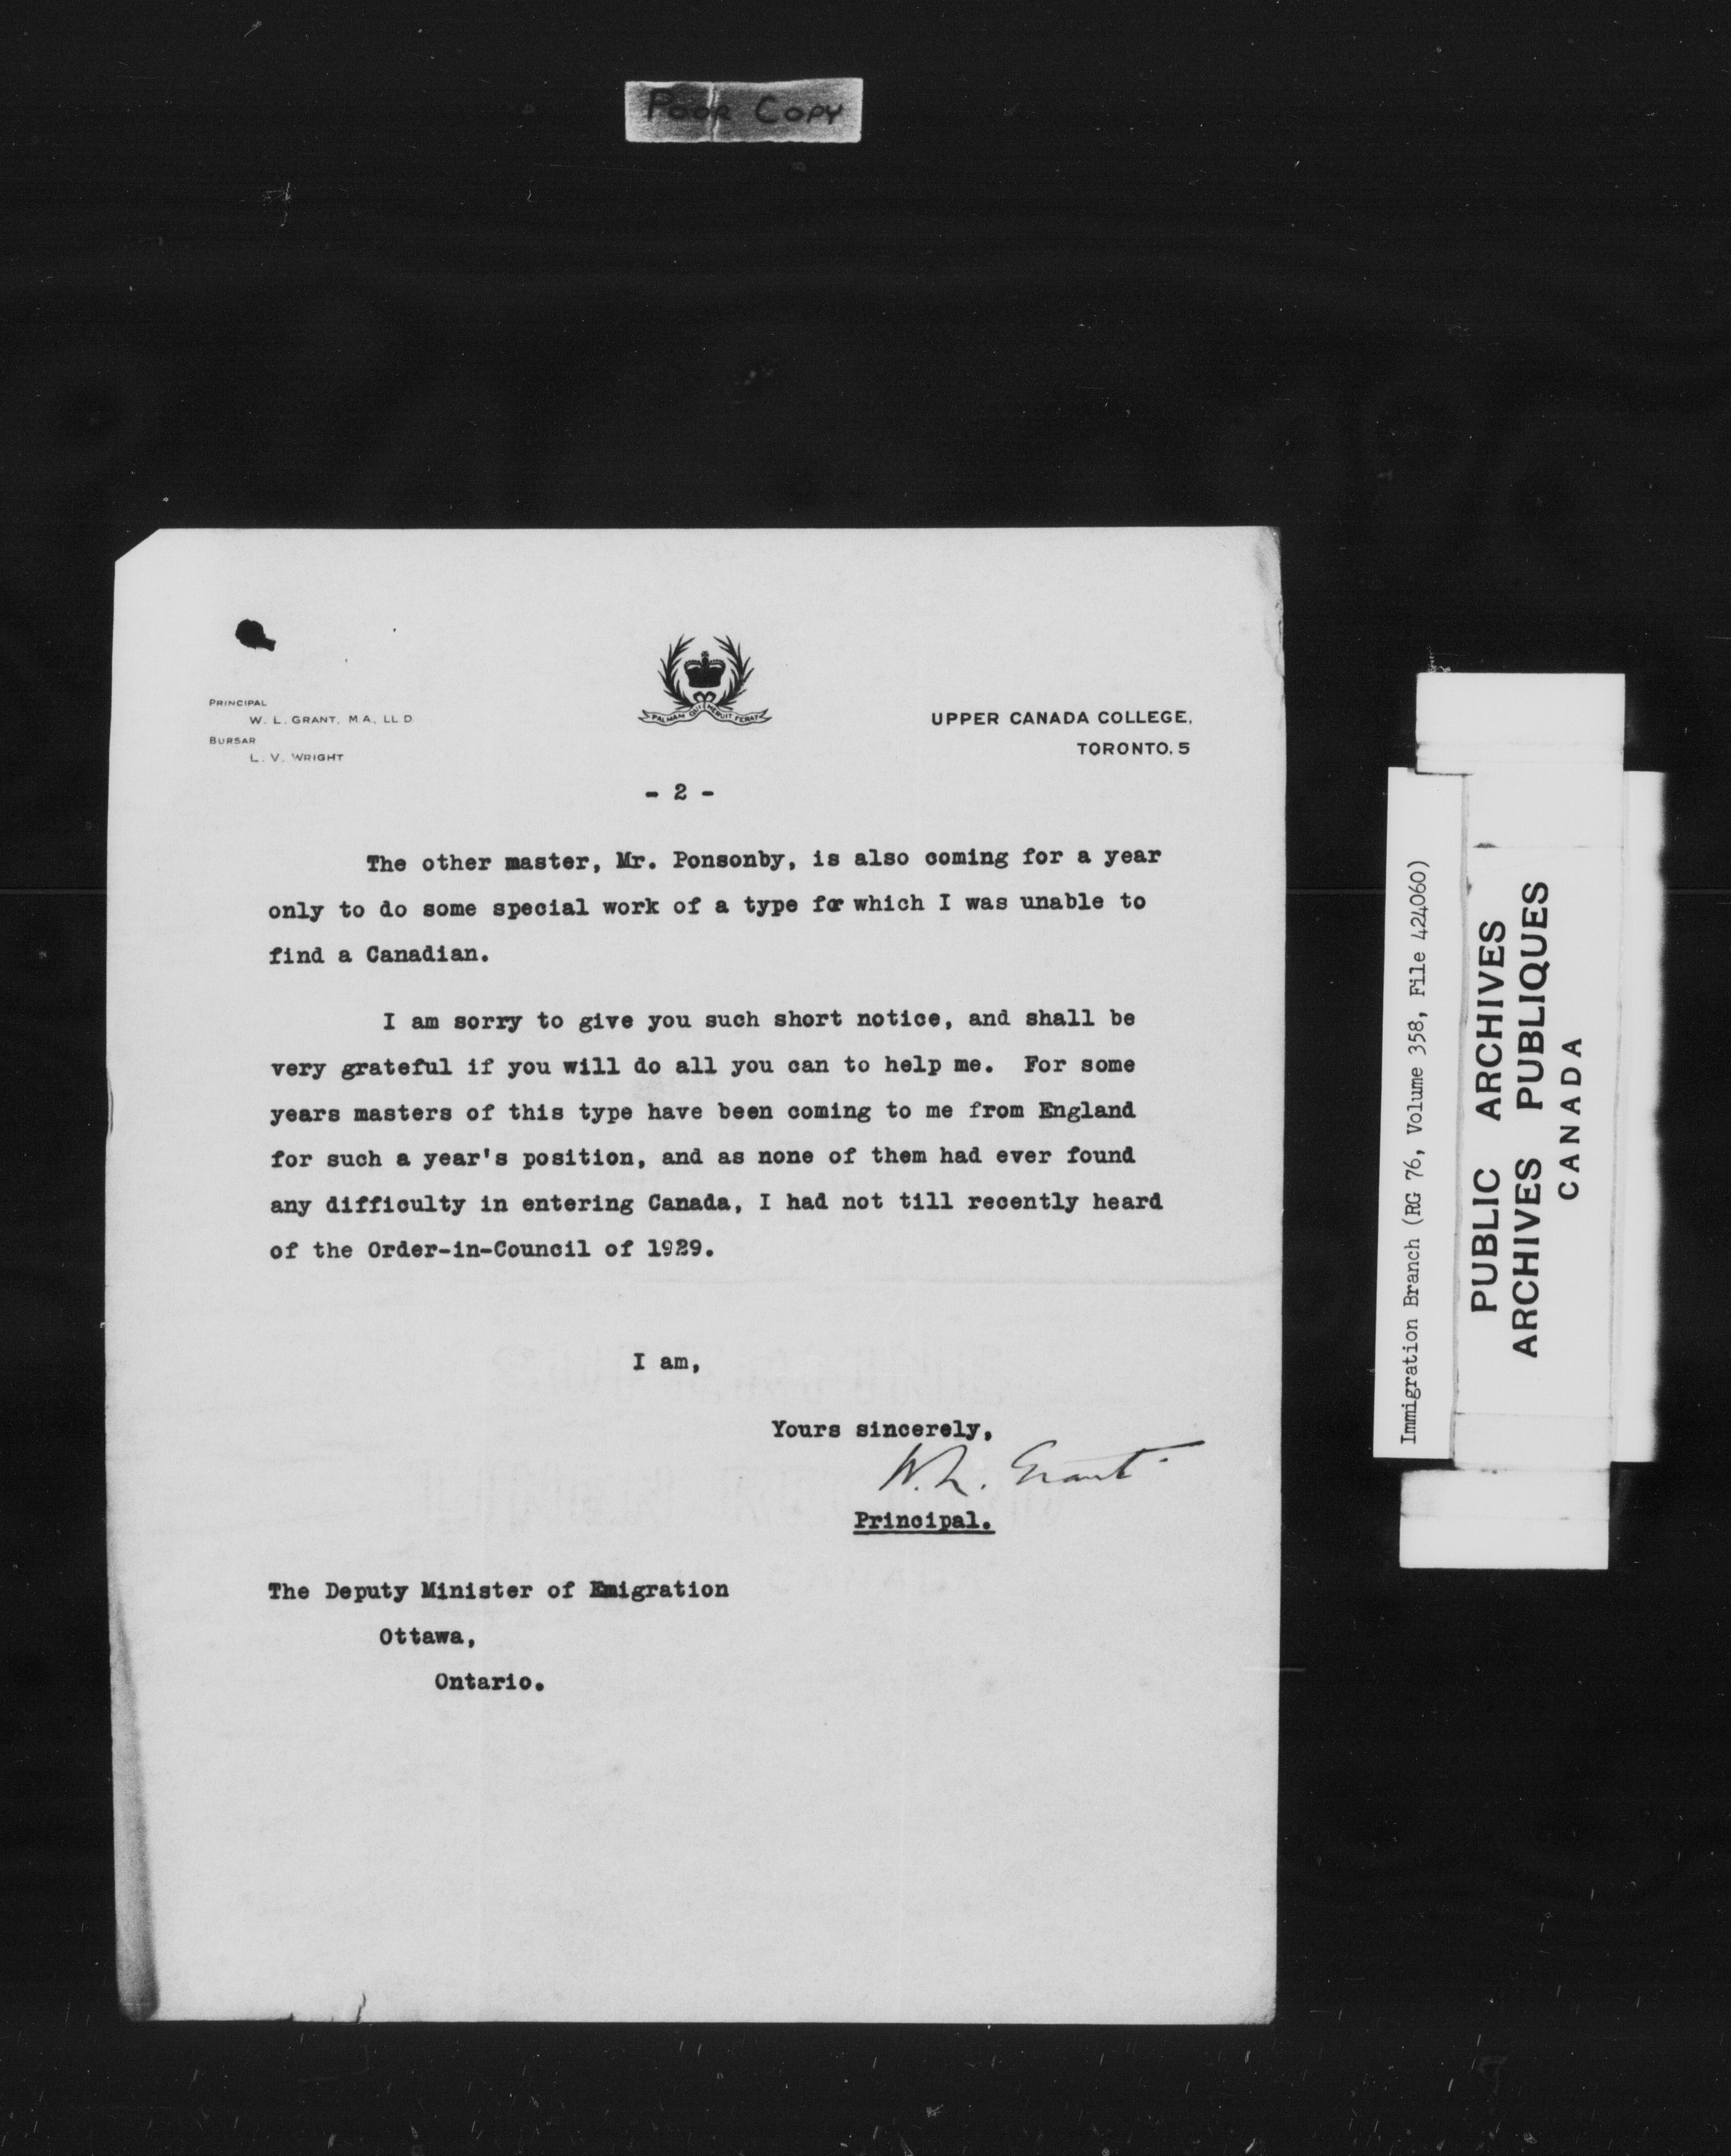 Poor Copy
PRINCIPAL
W. L. GRANT, M.A., LL.D.
BURSAR
L. V. WRIGHT
PALMAM QUI MERUIT FERAT
UPPER CANADA COLLEGE,
TORONTO, 5
- 2 -
The other master, Mr. Ponsonby, is also coming for a year
only to do some special work of a type for which I was unable to
find a Canadian.
I am sorry to give you such short notice, and shall be
very grateful if you will do all you can to help me. For some
years masters of this type have been coming to me from England
for such a year's position, and as none of them had ever found
any difficulty in entering Canada, I had not till recently heard
of the Order-in-Council of 1929.
I am,
Yours sincerely,
W.L. Grant.
Principal.
The Deputy Minister of Emigration
Ottawa,
Ontario.
Immigration Branch (RG 76, Volume 358, File 424060)
PUBLIC ARCHIVES
ARCHIVES PUBLIQUES
CANADA